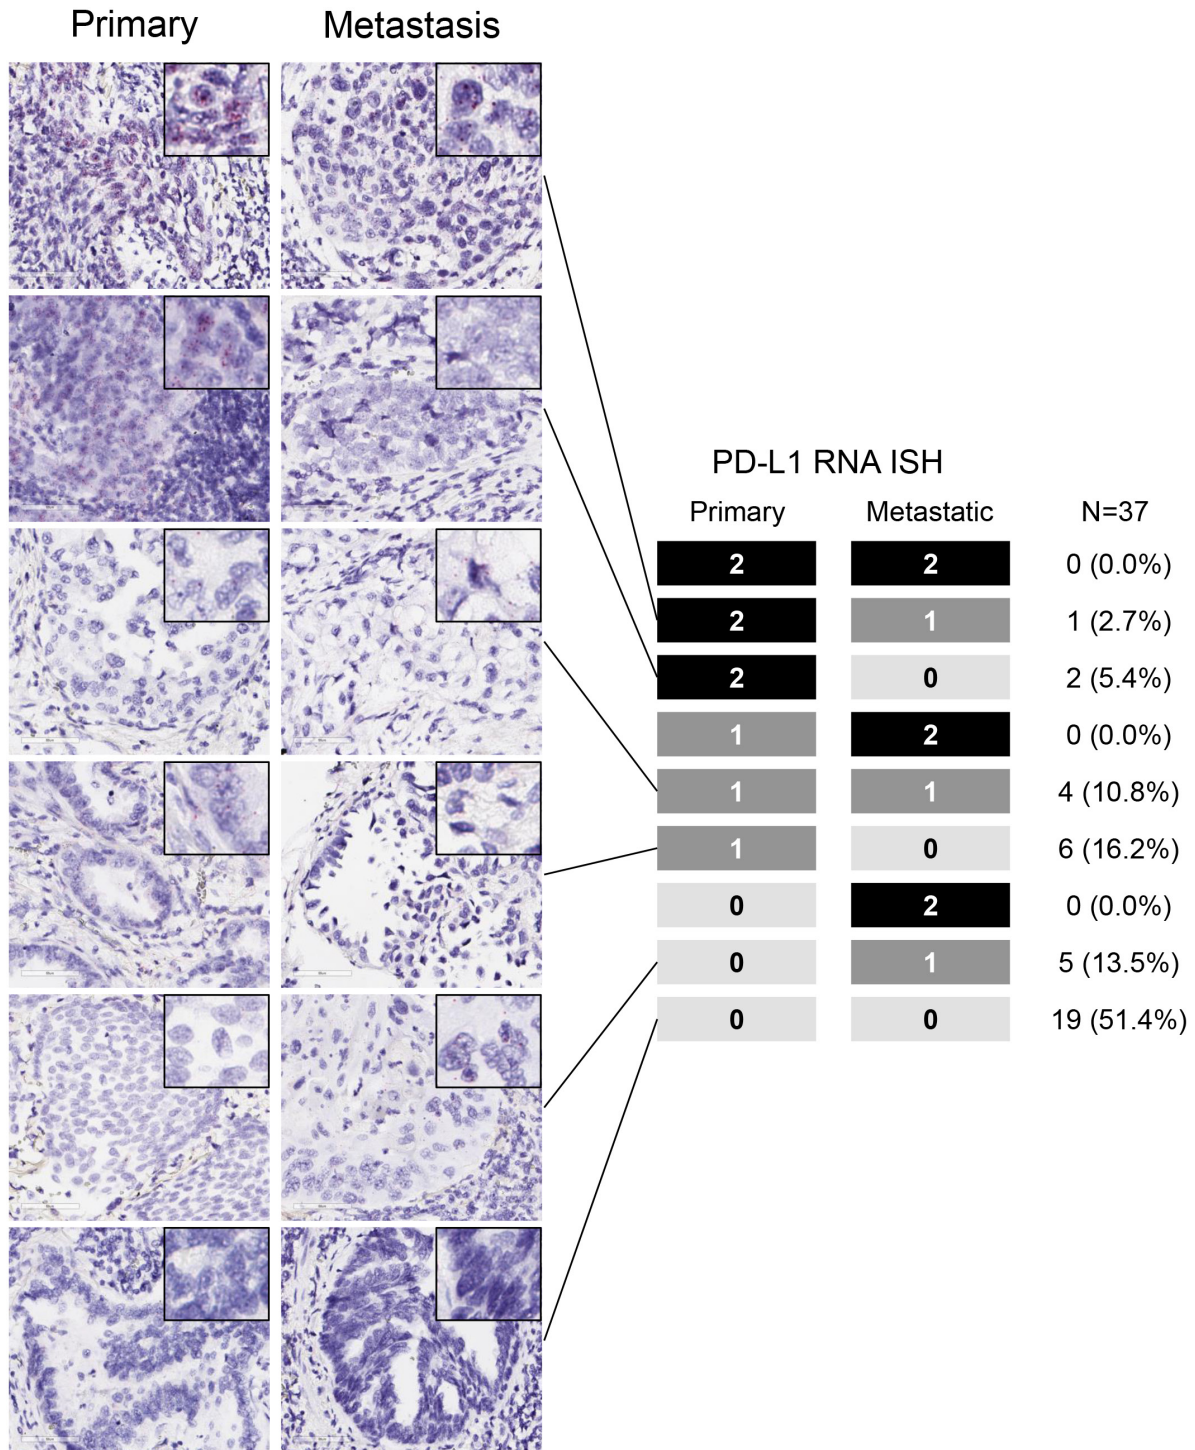 Primary Metastasis
PD-L1 RNA ISH
Primary Metastatic N=37
2 2 0 (0.0%)
2 1 1 (2.7%)
2 0 2 (5.4%)
1 2 0 (0.0%)
1 1 4 (10.8%)
1 0 6 (16.2%)
0 2 0 (0.0%)
0 1 5 (13.5%)
0 0 19 (51.4%)